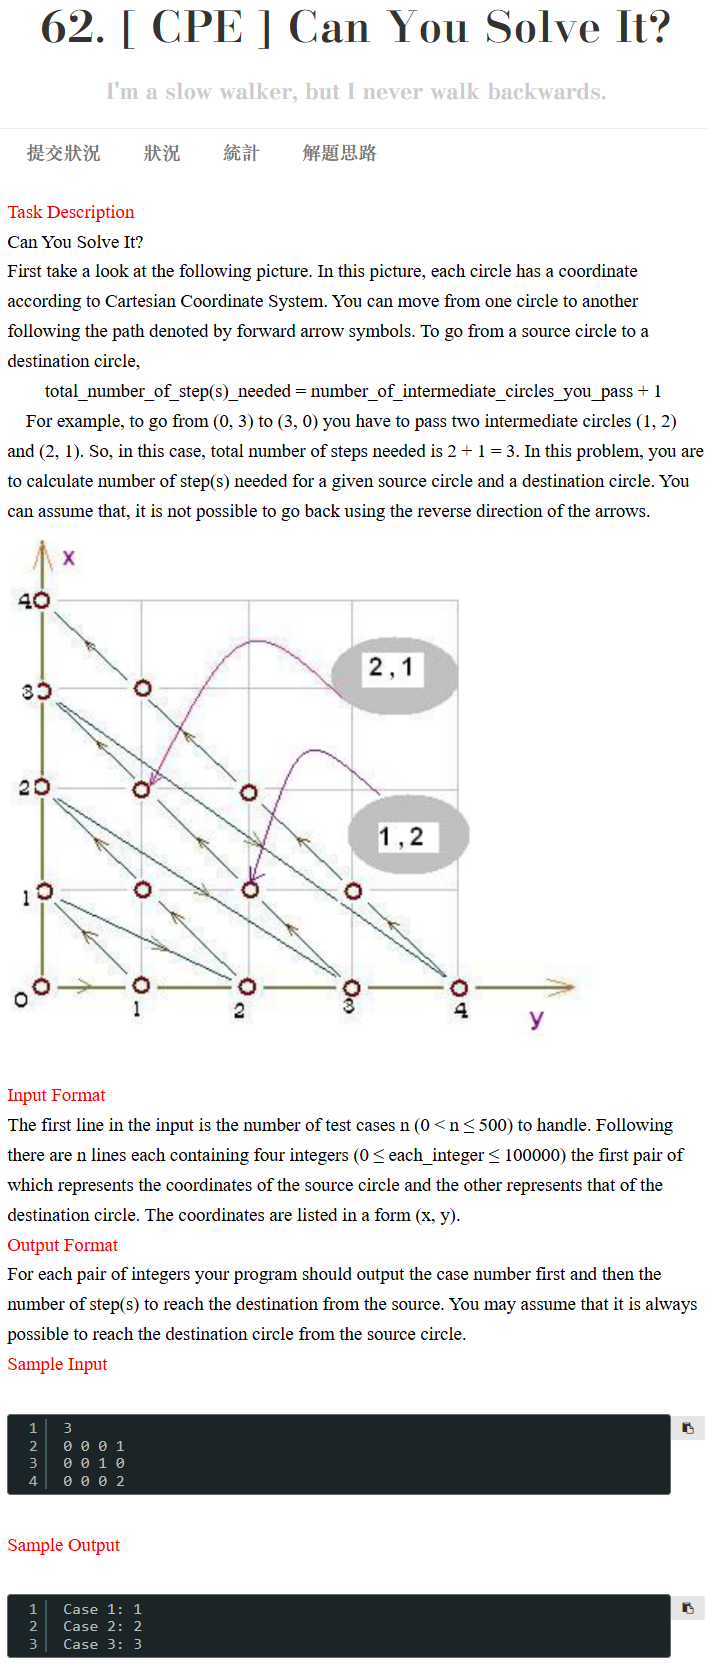 62. [ CPE ] Can You Solve It?
I'm a slow walker, but I never walk backwards.
提交狀況 狀況 統計 解題思路
Task Description
Can You Solve It?
First take a look at the following picture. In this picture, each circle has a coordinate
according to Cartesian Coordinate System. You can move from one circle to another
following the path denoted by forward arrow symbols. To go from a source circle to a
destination circle,
total_number_of_step(s)_needed = number_of_intermediate_circles_you_pass + 1
For example, to go from (0, 3) to (3, 0) you have to pass two intermediate circles (1, 2)
and (2, 1). So, in this case, total number of steps needed is 2 + 1 = 3. In this problem, you are
to calculate number of step(s) needed for a given source circle and a destination circle. You
can assume that, it is not possible to go back using the reverse direction of the arrows.
x
4
3
2,1
2
1,2
1
0
1 2 3 4
y
Input Format
The first line in the input is the number of test cases n (0 < n ≤ 500) to handle. Following
there are n lines each containing four integers (0 ≤ each_integer ≤ 100000) the first pair of
which represents the coordinates of the source circle and the other represents that of the
destination circle. The coordinates are listed in a form (x, y).
Output Format
For each pair of integers your program should output the case number first and then the
number of step(s) to reach the destination from the source. You may assume that it is always
possible to reach the destination circle from the source circle.
Sample Input
1 3
2 0 0 0 1
3 0 0 1 0
4 0 0 0 2
Sample Output
1 Case 1: 1
2 Case 2: 2
3 Case 3: 3